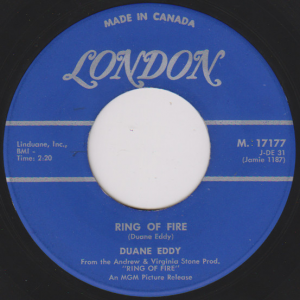 MADE IN CANADA
LONDON
Linduane, Inc.,
BMI -
Time: 2:20
M. 17177
J-DE 31
(Jamie 1187)
RING OF FIRE
(Duane Eddy)
DUANE EDDY
From the Andrew & Virginia Stone Prod.
"RING OF FIRE"
An MGM Picture Release